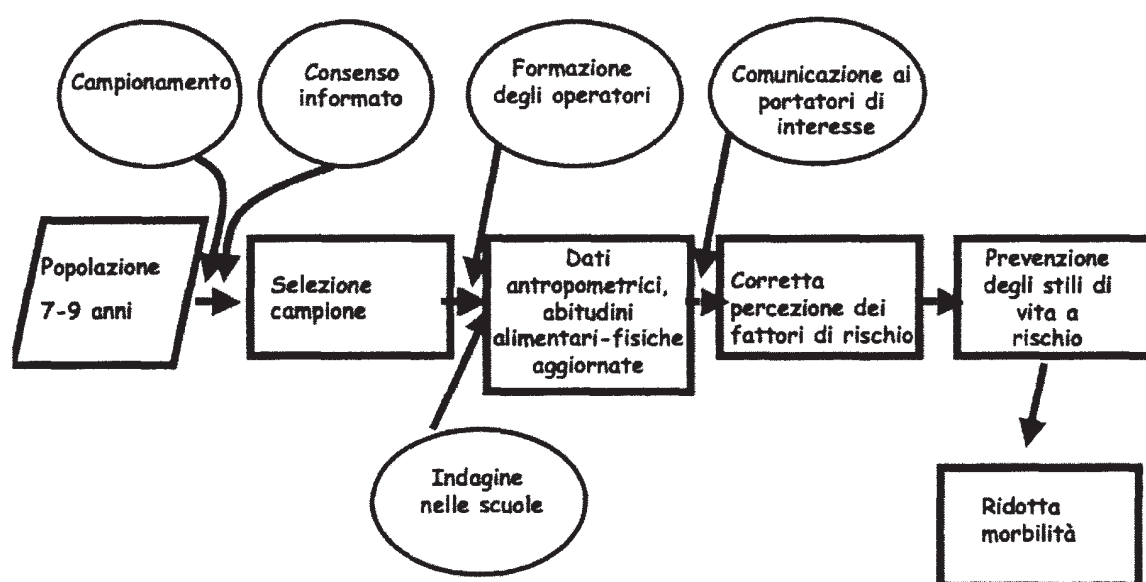 Campionamento
Consenso
informato
Formazione
degli operatori
Comunicazione ai
portatori di
interesse
Popolazione
7-9 anni
Selezione
campione
Dati
antropometrici,
abitudini
alimentari-fisiche
aggiornate
Corretta
percezione dei
fattori di rischio
Prevenzione
degli stili di
vita a
rischio
Indagine
nelle scuole
Ridotta
morbilità